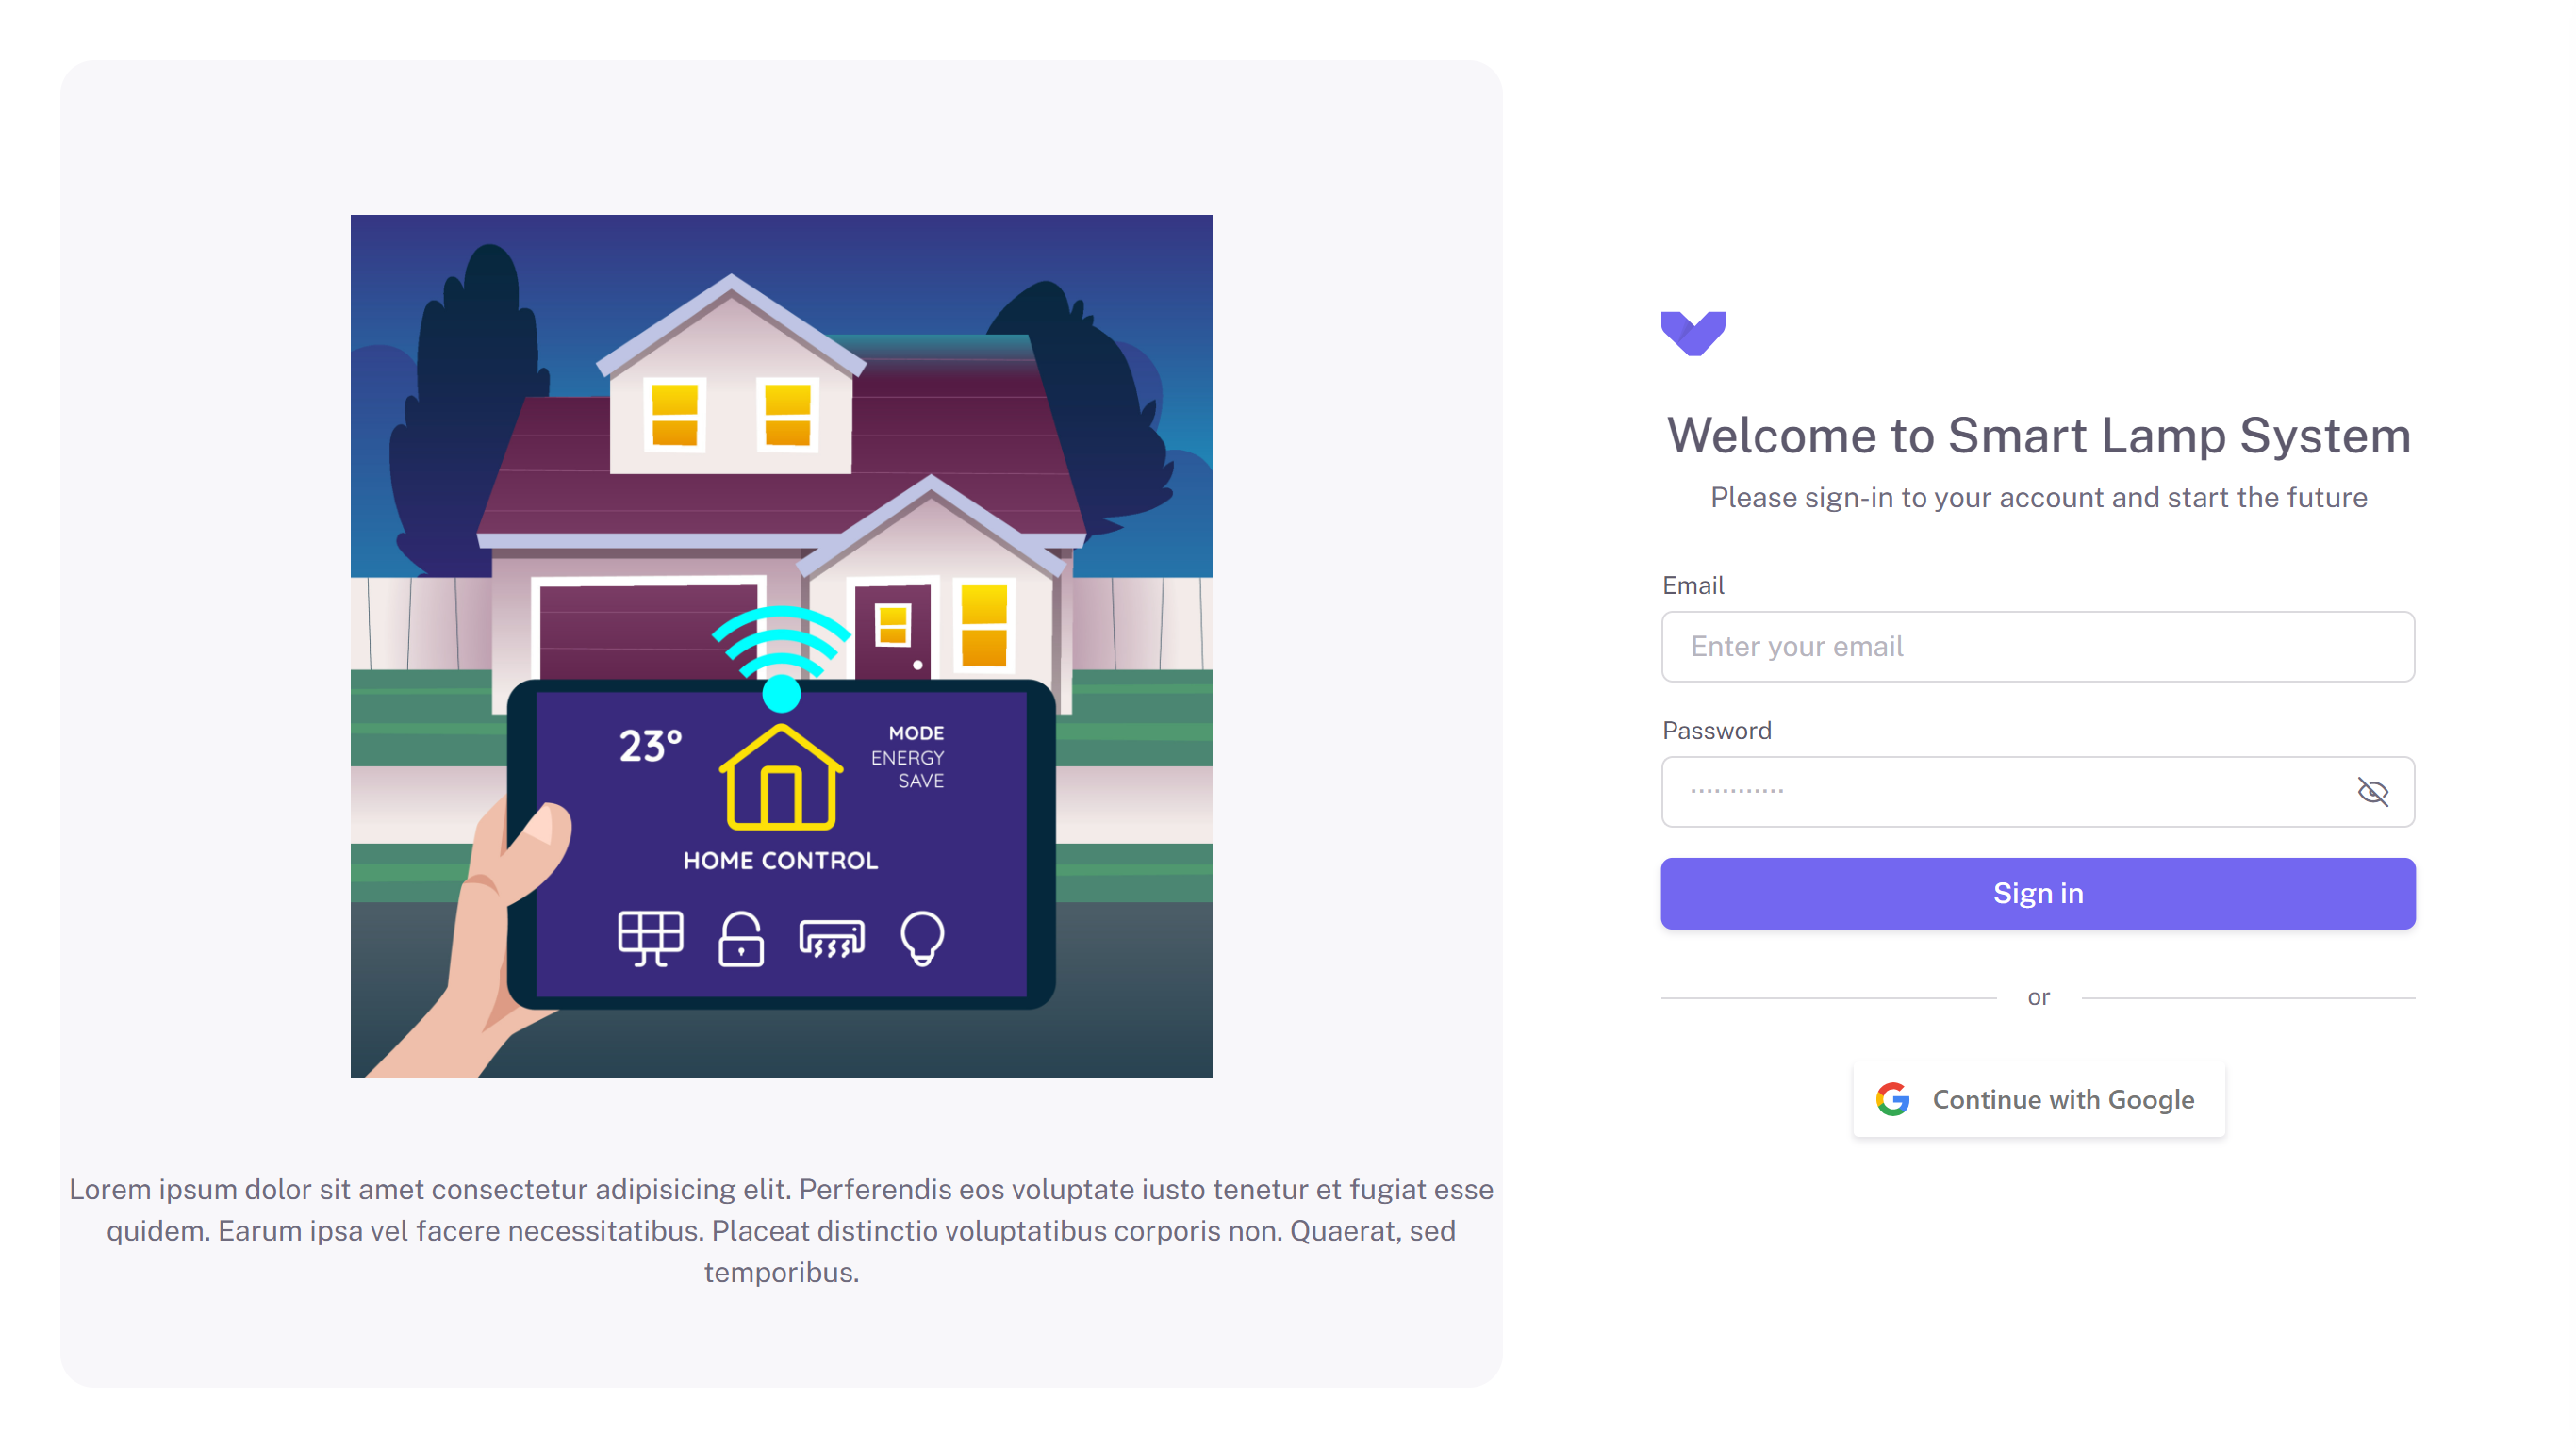 23°
MODE
ENERGY
SAVE
HOME CONTROL
Lorem ipsum dolor sit amet consectetur adipisicing elit. Perferendis eos voluptate iusto tenetur et fugiat esse
quidem. Earum ipsa vel facere necessitatibus. Placeat distinctio voluptatibus corporis non. Quaerat, sed
temporibus.
Welcome to Smart Lamp System
Please sign-in to your account and start the future
Email
Enter your email
Password
············
Sign in
or
Continue with Google